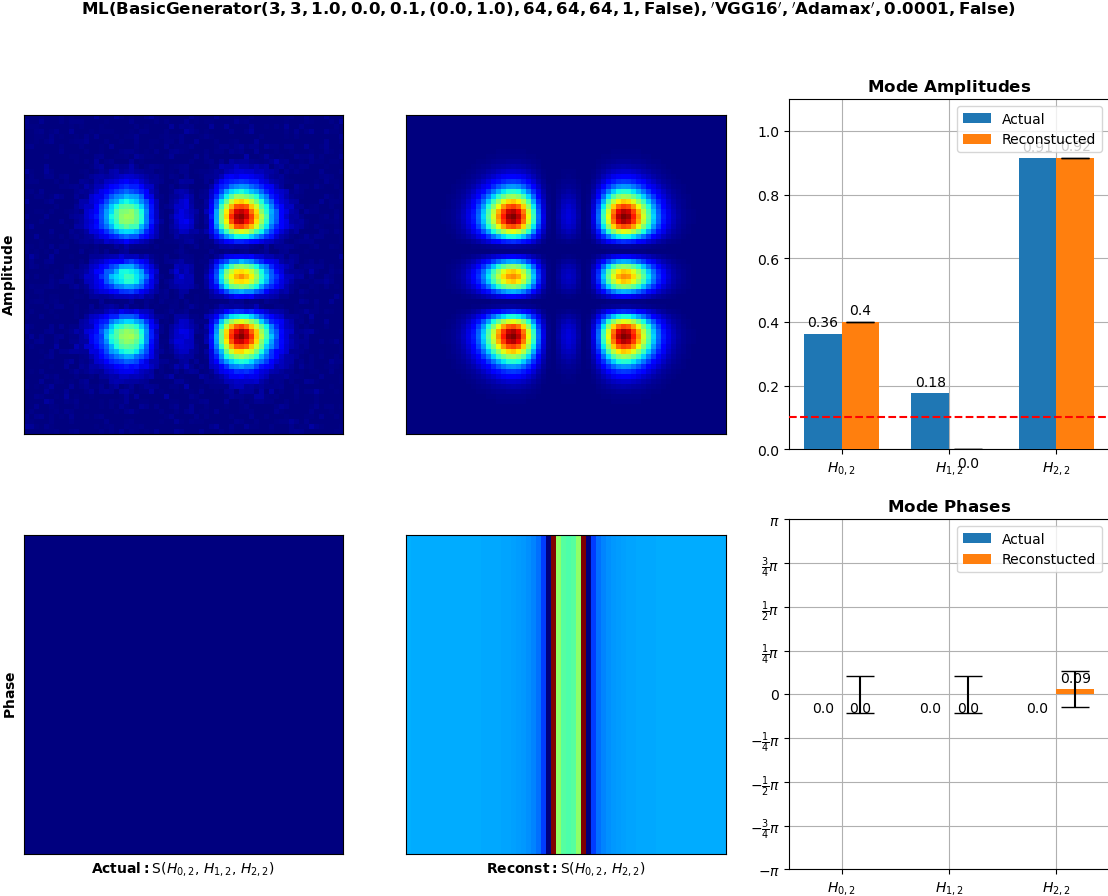 ML(BasicGenerator(3, 3, 1.0, 0.0, 0.1, (0.0, 1.0), 64, 64, 64, 1, False), ′VGG16′, ′Adamax′, 0.0001, False)
Mode Amplitudes
Actual
Reconstucted
1.0
0.8
0.6
0.4
0.2
0.0
0.36
0.4
0.18
0.0
0.91
0.92
H0,2
H1,2
H2,2
Amplitude
Mode Phases
Actual
Reconstucted
π
3/4π
1/2π
1/4π
0
−1/4π
−1/2π
−3/4π
−π
0.0
0.0
0.0
0.0
0.0
0.09
H0,2
H1,2
H2,2
Phase
Actual: S(H0,2, H1,2, H2,2)
Reconst: S(H0,2, H2,2)